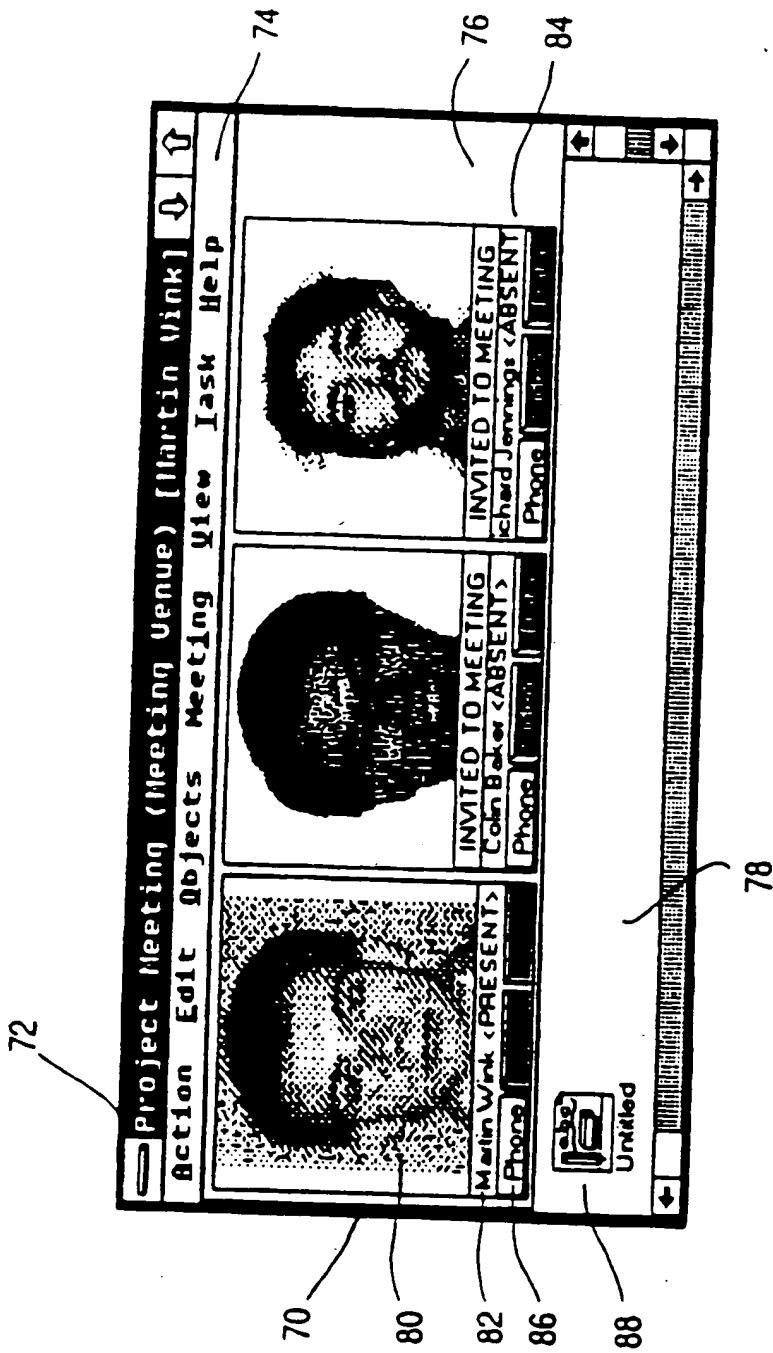 72
Project Meeting (Meeting Venue) [Martin Wink]
Action Edit Objects Meeting View Task Help
74
70
80
76
INVITED TO MEETING
INVITED TO MEETING
82
Martin Wink <PRESENT>
Colin Baker <ABSENT>
ichard Jennings <ABSENT
84
86
Phone
Phone
Phone
88
Untitled
78